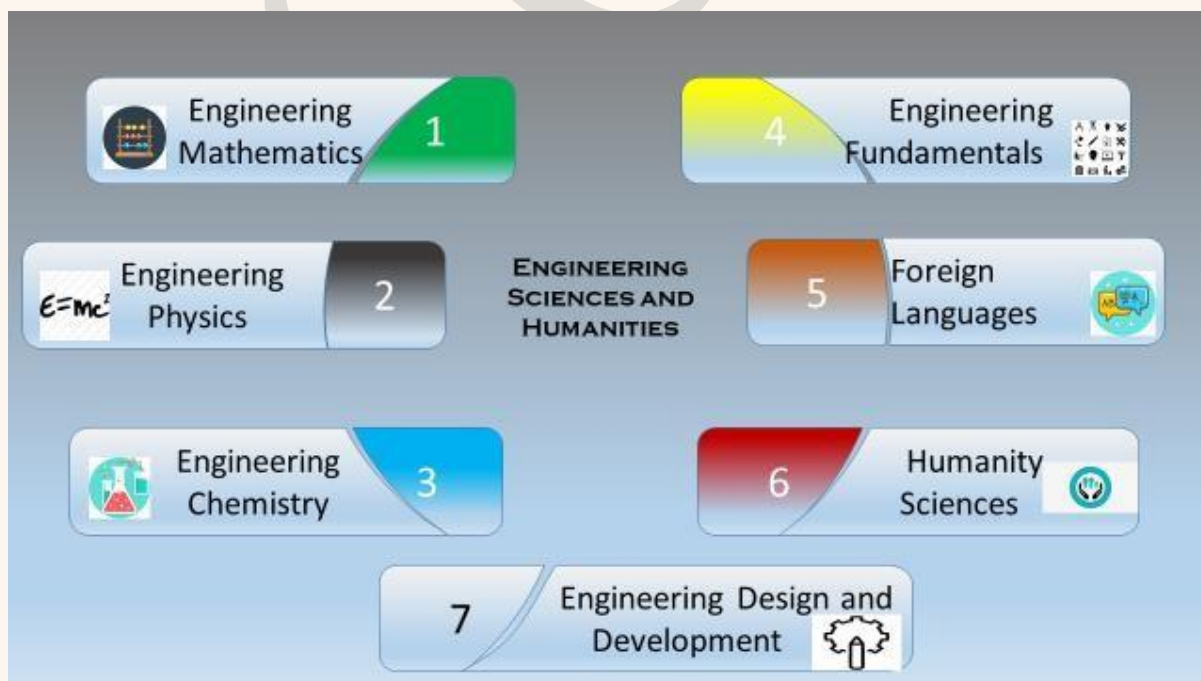 Engineering
Mathematics
1
E=mc²
Engineering
Physics
2
Engineering
Chemistry
3
ENGINEERING
SCIENCES AND
HUMANITIES
4
Engineering
Fundamentals
5
Foreign
Languages
6
Humanity
Sciences
7
Engineering Design and
Development